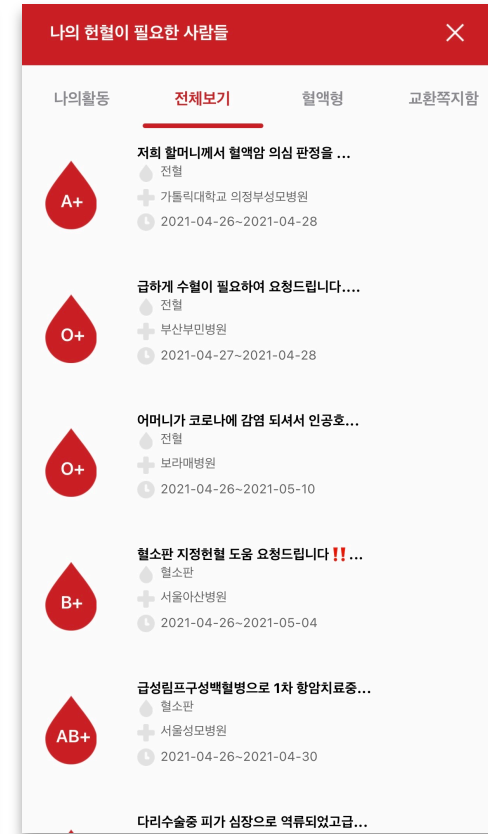 나의 헌혈이 필요한 사람들
나의활동 전체보기 혈액형 교환쪽지함
저희 할머니께서 혈액암 의심 판정을 ...
A+
전혈
가톨릭대학교 의정부성모병원
2021-04-26~2021-04-28
급하게 수혈이 필요하여 요청드립니다....
O+
전혈
부산부민병원
2021-04-27~2021-04-28
어머니가 코로나에 감염 되셔서 인공호...
O+
전혈
보라매병원
2021-04-26~2021-05-10
혈소판 지정헌혈 도움 요청드립니다‼️...
B+
혈소판
서울아산병원
2021-04-26~2021-05-04
급성림프구성백혈병으로 1차 항암치료중...
AB+
혈소판
서울성모병원
2021-04-26~2021-04-30
다리수술중 피가 심장으로 역류되었고급...